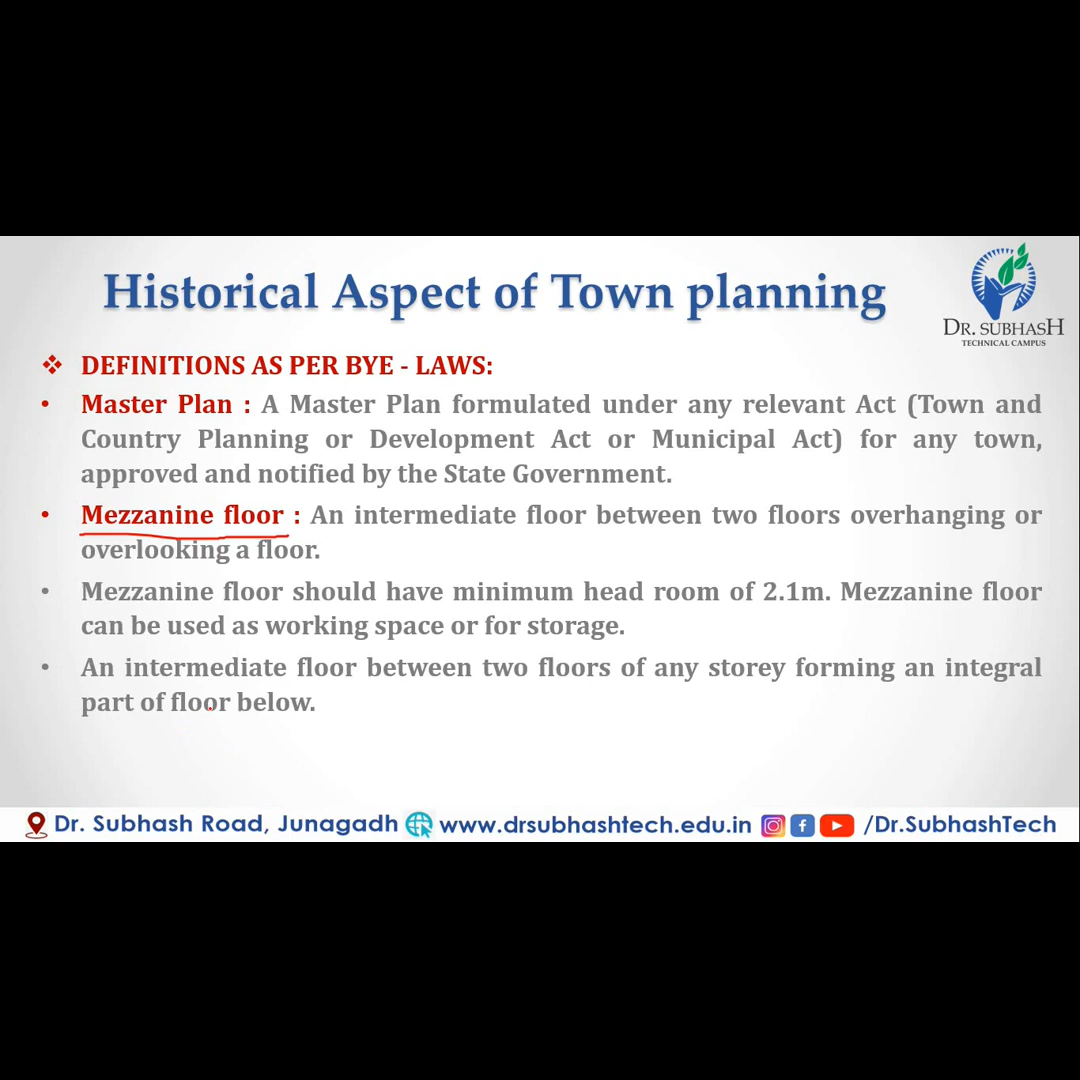 Historical Aspect of Town planning
DR. SUBHASH
TECHNICAL CAMPUS
❖ DEFINITIONS AS PER BYE - LAWS:
• Master Plan : A Master Plan formulated under any relevant Act (Town and
Country Planning or Development Act or Municipal Act) for any town,
approved and notified by the State Government.
• Mezzanine floor : An intermediate floor between two floors overhanging or
overlooking a floor.
• Mezzanine floor should have minimum head room of 2.1m. Mezzanine floor
can be used as working space or for storage.
• An intermediate floor between two floors of any storey forming an integral
part of floor below.
Dr. Subhash Road, Junagadh www.drsubhashtech.edu.in /Dr.SubhashTech